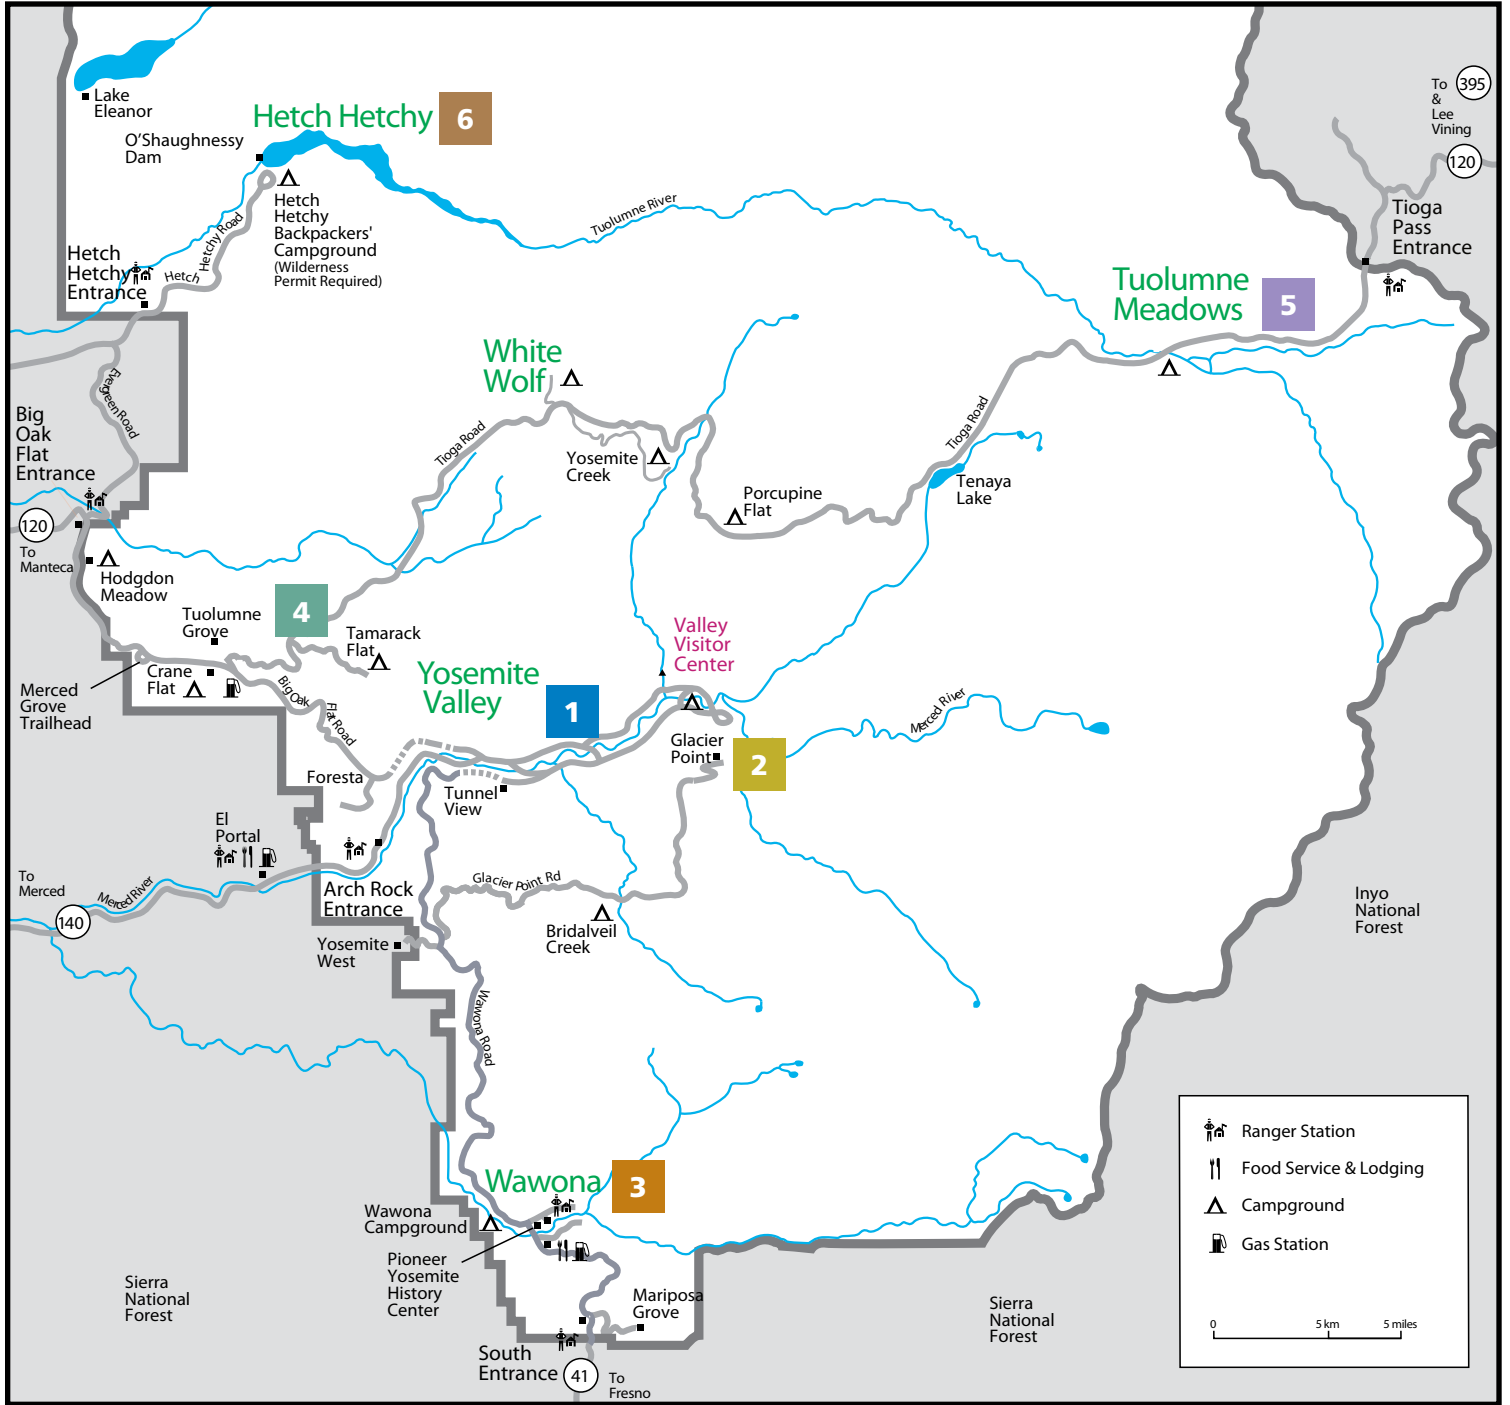 Lake
Eleanor
O'Shaughnessy
Dam
Hetch Hetchy
6
Hetch
Hetchy
Backpackers'
Campground
(Wilderness
Permit Required)
Hetch
Hetchy
Entrance
Hetch
Hetchy Road
Tuolumne River
To
&
Lee
Vining
395
120
Tioga
Pass
Entrance
Tuolumne
Meadows
5
White
Wolf
Evergreen Road
Big
Oak
Flat
Entrance
Tioga Road
Yosemite
Creek
Tioga Road
Tenaya
Lake
Porcupine
Flat
120
To
Manteca
Hodgdon
Meadow
4
Tuolumne
Grove
Tamarack
Flat
Crane
Flat
Merced
Grove
Trailhead
Big Oak
Flat Road
Yosemite
Valley
1
Valley
Visitor
Center
Merced River
Glacier
Point
2
Foresta
Tunnel
View
El
Portal
To
Merced
Merced River
140
Arch Rock
Entrance
Glacier Point Rd
Bridalveil
Creek
Yosemite
West
Inyo
National
Forest
Wawona Road
Wawona
3
Wawona
Campground
Pioneer
Yosemite
History
Center
Mariposa
Grove
South
Entrance
41
To
Fresno
Sierra
National
Forest
Sierra
National
Forest
Ranger Station
Food Service & Lodging
Campground
Gas Station
0
5 km
5 miles